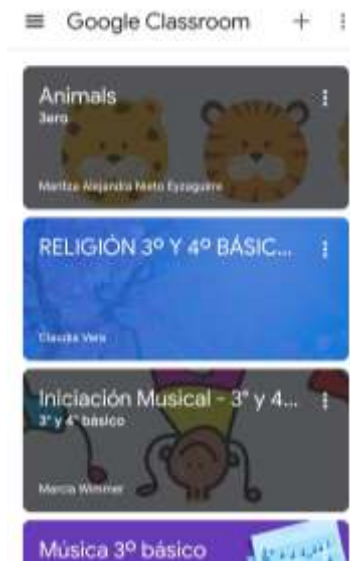 Google Classroom
Animals
3ero
Maritza Alejandra Nieto Eyzaguirre
RELIGIÓN 3º Y 4º BÁSIC...
Claudia Vera
Iniciación Musical - 3° y 4...
3° y 4° básico
Marcia Wimmer
Música 3º básico